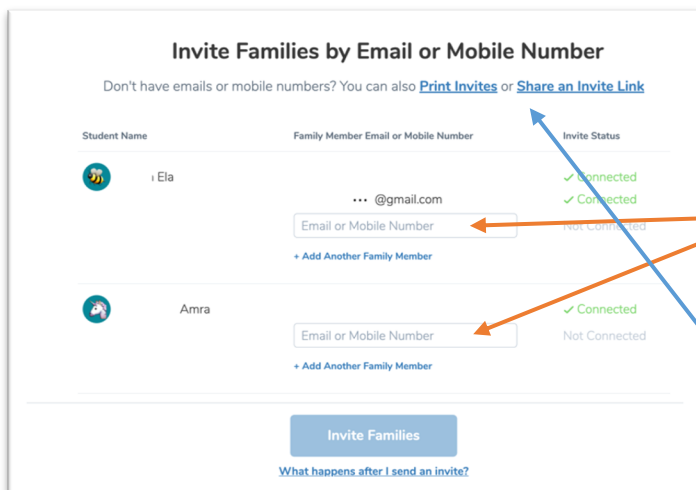 Invite Families by Email or Mobile Number
Don't have emails or mobile numbers? You can also Print Invites or Share an Invite Link
Student Name Family Member Email or Mobile Number Invite Status
Ela ✓ Connected
... @gmail.com ✓ Connected
Email or Mobile Number Not Connected
+ Add Another Family Member
Amra ✓ Connected
Email or Mobile Number Not Connected
+ Add Another Family Member
Invite Families
What happens after I send an invite?